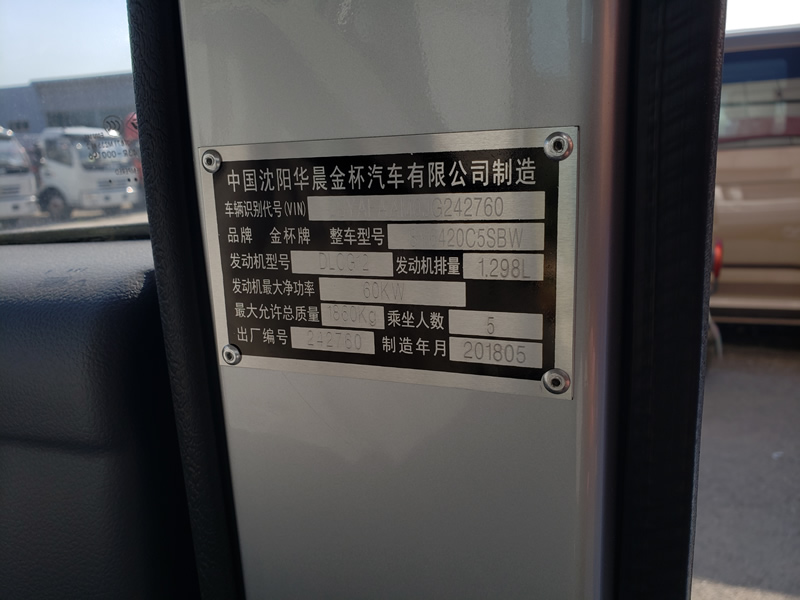 中国沈阳华晨金杯汽车有限公司制造
车辆识别代号(VIN) G242760
品牌 金杯牌 整车型号 420C5SBW
发动机型号 DLCG12 发动机排量 1.298L
发动机最大净功率 60KW
最大允许总质量 1660Kg 乘坐人数 5
出厂编号 242760 制造年月 201805